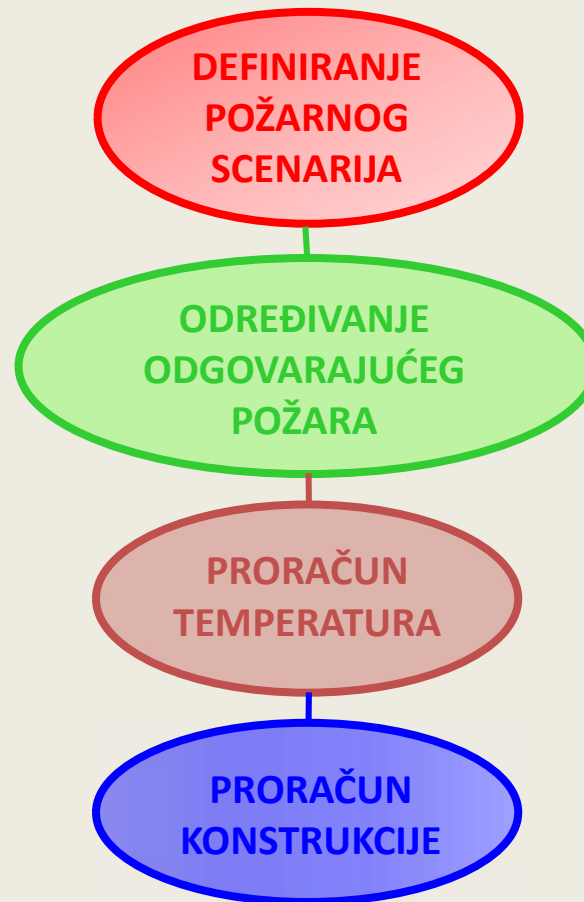 DEFINIRANJE
POŽARNOG
SCENARIJA
ODREĐIVANJE
ODGOVARAJUĆEG
POŽARA
PRORAČUN
TEMPERATURA
PRORAČUN
KONSTRUKCIJE